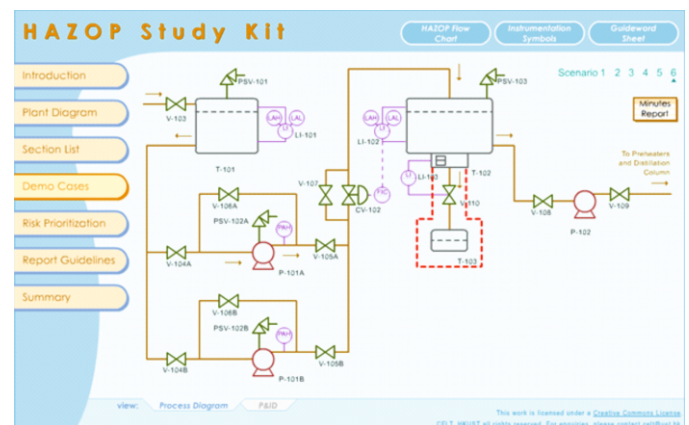 HAZOP Study Kit
HAZOP Flow
Chart
Instrumentation
Symbols
Guideword
Sheet
Introduction
Plant Diagram
Section List
Demo Cases
Risk Prioritization
Report Guidelines
Summary
Scenario 1 2 3 4 5 6
Minutes
Report
PSV-101
V-103
LAH
LAL
LI
LI-101
T-101
PSV-103
LAH
LAL
LI
LI-102
T-102
LI
V-110
T-103
To Preheaters
and Distillation
Column
V-108
V-109
P-102
V-107
CV-102
FIC
V-106A
PSV-102A
PAH
V-104A
P-101A
V-105A
V-106B
PSV-102B
PAH
V-104B
P-101B
V-105B
view:
Process Diagram
P&ID
This work is licensed under a Creative Commons License